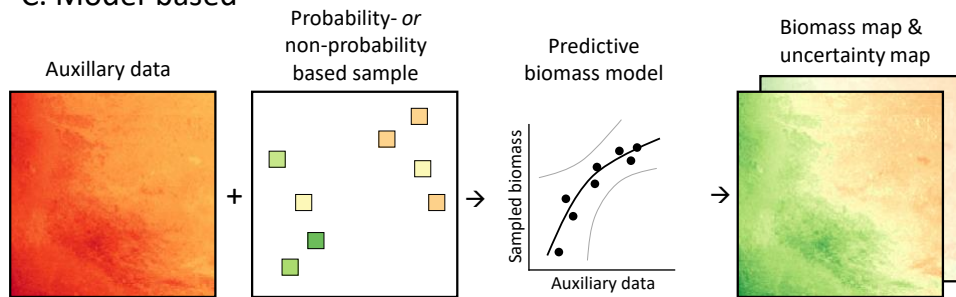 C. Model based
Auxillary data
+
Probability- or
non-probability
based sample
→
Predictive
biomass model
Sampled biomass
Auxiliary data
→
Biomass map &
uncertainty map